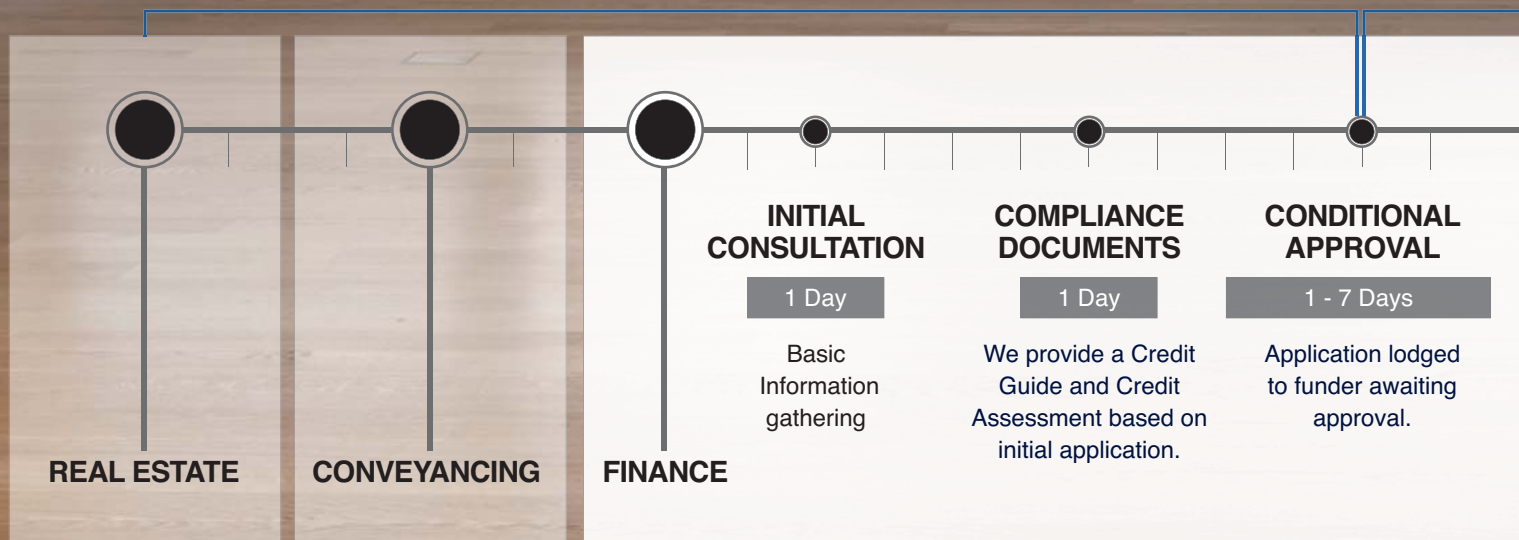 INITIAL
CONSULTATION
1 Day
Basic
Information
gathering
COMPLIANCE
DOCUMENTS
1 Day
We provide a Credit
Guide and Credit
Assessment based on
initial application.
CONDITIONAL
APPROVAL
1 - 7 Days
Application lodged
to funder awaiting
approval.
REAL ESTATE
CONVEYANCING
FINANCE